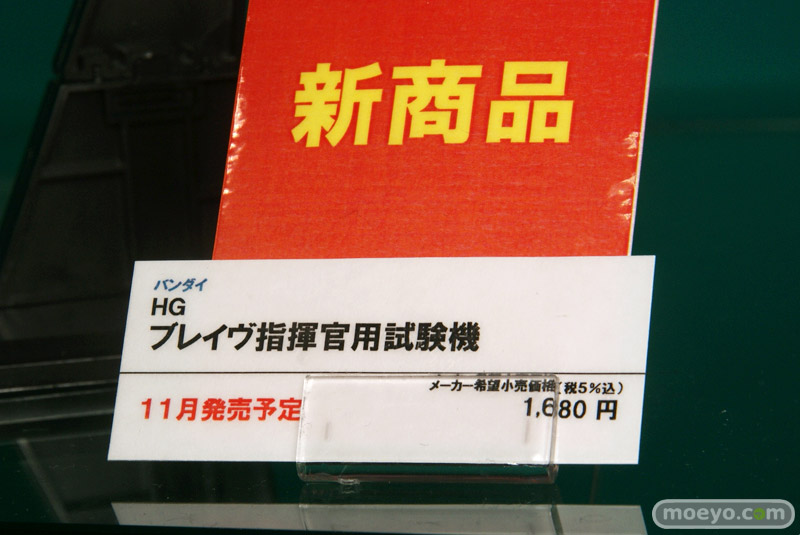 新商品
バンダイ
HG
ブレイヴ指揮官用試験機
メーカー希望小売価格(税5%込)
11月発売予定
1,680 円
moeyo.com